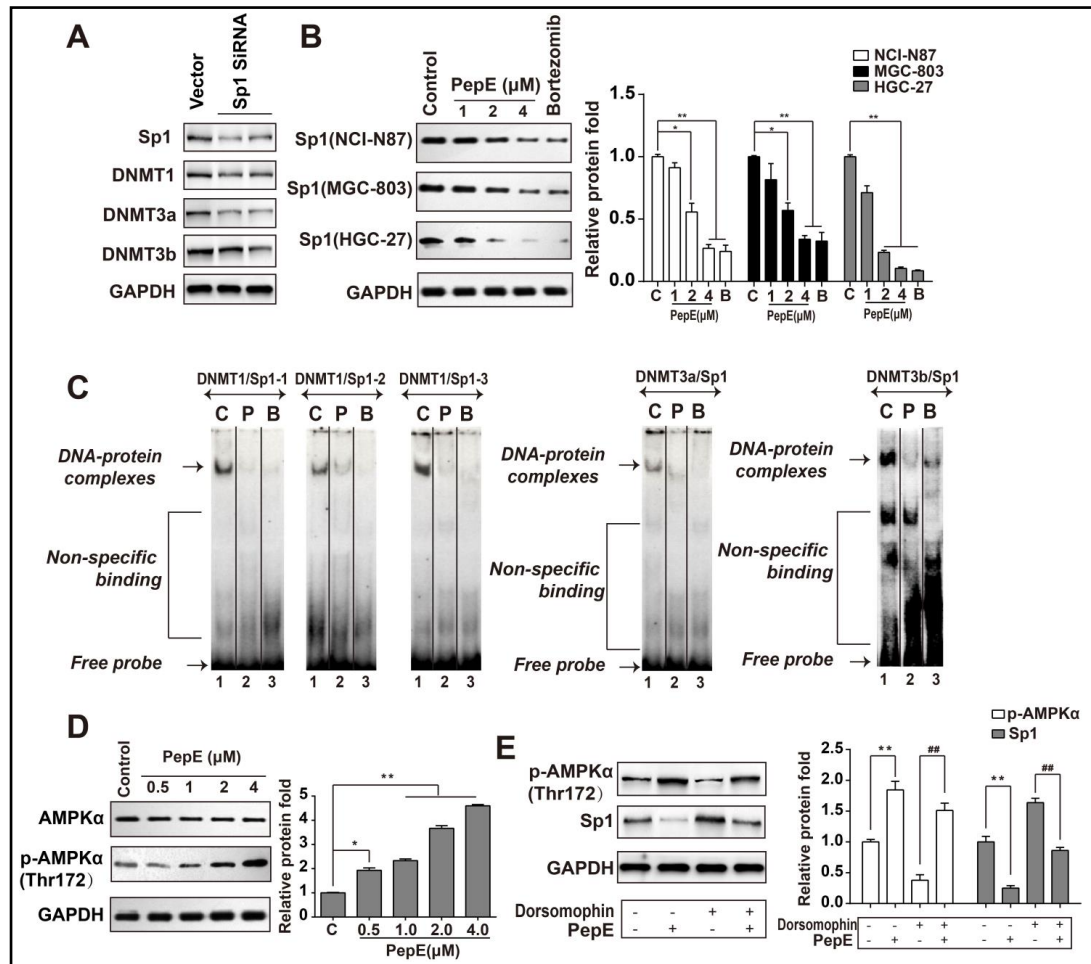 A
Vector
Sp1 SiRNA
Sp1
DNMT1
DNMT3a
DNMT3b
GAPDH
B
Control
PepE (μM)
Bortezomib
1 2 4
Sp1(NCI-N87)
Sp1(MGC-803)
Sp1(HGC-27)
GAPDH
NCI-N87
MGC-803
HGC-27
Relative protein fold
1.5
1.0
0.5
0.0
** * ** * **
C 1 2 4 B C 1 2 4 B C 1 2 4 B
PepE(μM) PepE(μM) PepE(μM)
C
DNMT1/Sp1-1 DNMT1/Sp1-2 DNMT1/Sp1-3
C P B C P B C P B
DNA-protein
complexes
Non-specific
binding
Free probe
1 2 3 1 2 3 1 2 3
DNMT3a/Sp1
C P B
DNA-protein
complexes
Non-specific
binding
Free probe
1 2 3
DNMT3b/Sp1
C P B
DNA-protein
complexes
Non-specific
binding
Free probe
1 2 3
D
Control
PepE (μM)
0.5 1 2 4
AMPKα
p-AMPKα
(Thr172)
GAPDH
Relative protein fold
5
4
3
2
1
0
**
*
C 0.5 1.0 2.0 4.0
PepE(μM)
E
p-AMPKα
(Thr172)
Sp1
GAPDH
Dorsomophin - - + +
PepE - + - +
p-AMPKα
Sp1
Relative protein fold
2.5
2.0
1.5
1.0
0.5
0.0
** ## ** ##
Dorsomophin - - + + - - + +
PepE - + - + - + - +